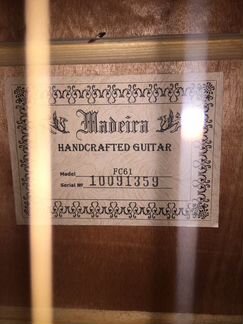 Madeira
HANDCRAFTED GUITAR
Model FC61
Serial Nº 10091359